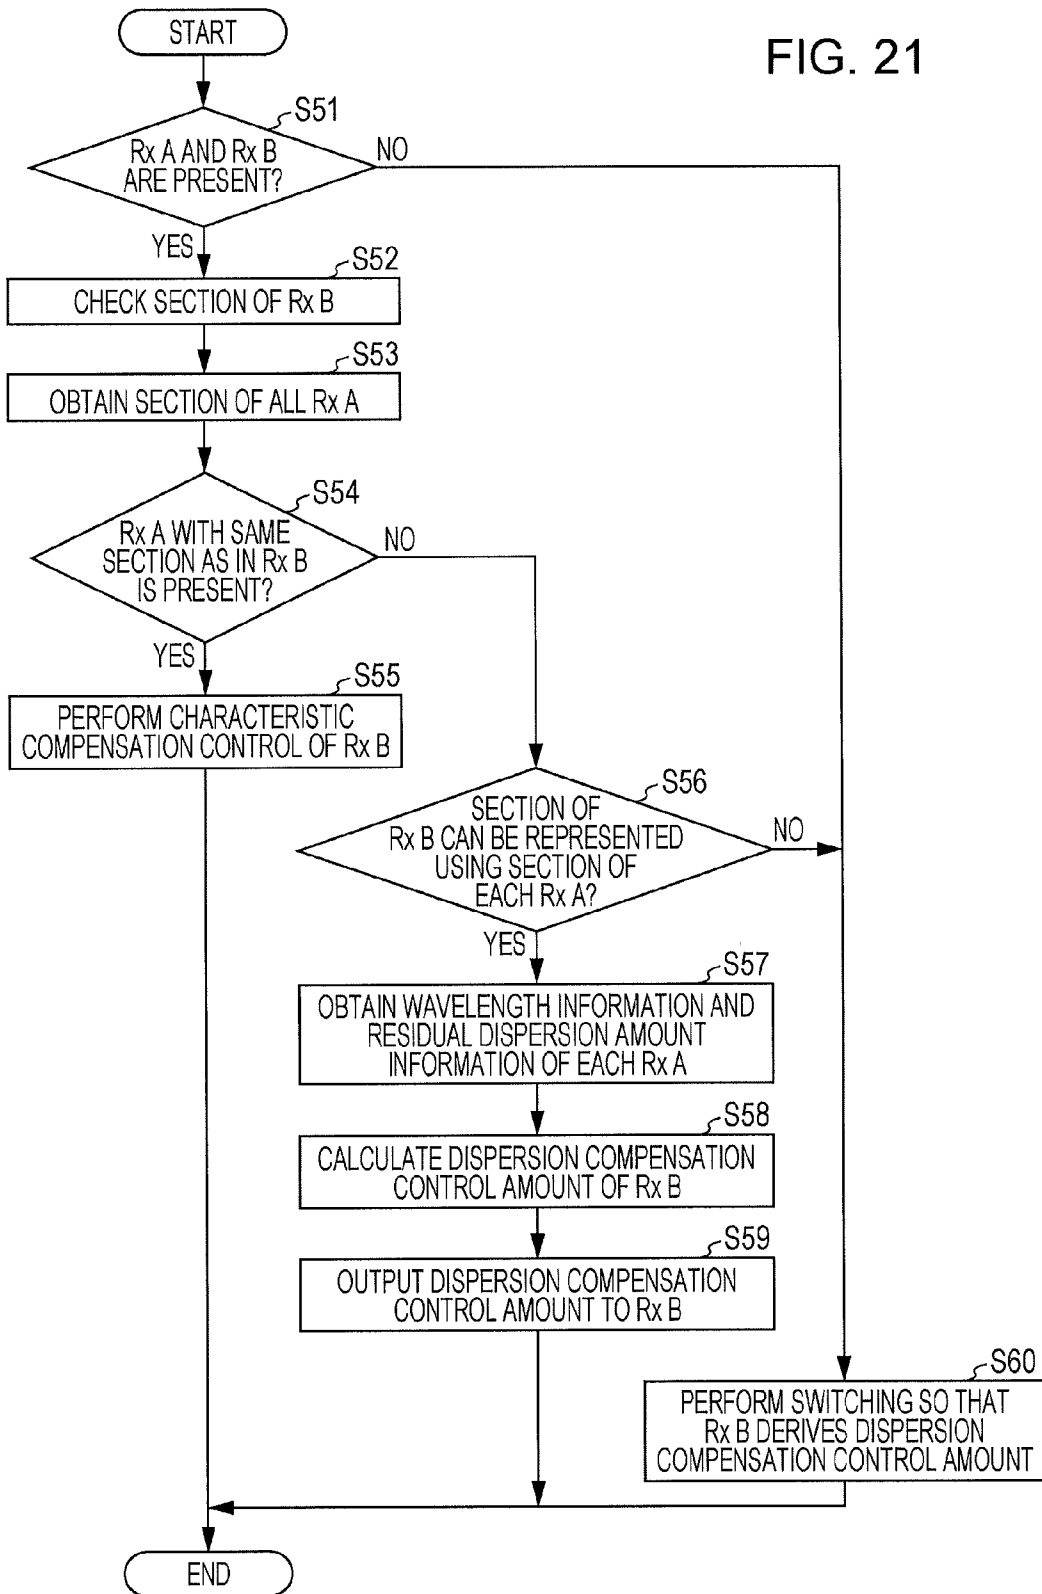 START
FIG. 21
S51
Rx A AND Rx B
ARE PRESENT?
NO
YES
S52
CHECK SECTION OF Rx B
S53
OBTAIN SECTION OF ALL Rx A
S54
Rx A WITH SAME
SECTION AS IN Rx B
IS PRESENT?
NO
YES
S55
PERFORM CHARACTERISTIC
COMPENSATION CONTROL OF Rx B
S56
SECTION OF
Rx B CAN BE REPRESENTED
USING SECTION OF
EACH Rx A?
NO
YES
S57
OBTAIN WAVELENGTH INFORMATION AND
RESIDUAL DISPERSION AMOUNT
INFORMATION OF EACH Rx A
S58
CALCULATE DISPERSION COMPENSATION
CONTROL AMOUNT OF Rx B
S59
OUTPUT DISPERSION COMPENSATION
CONTROL AMOUNT TO Rx B
S60
PERFORM SWITCHING SO THAT
Rx B DERIVES DISPERSION
COMPENSATION CONTROL AMOUNT
END